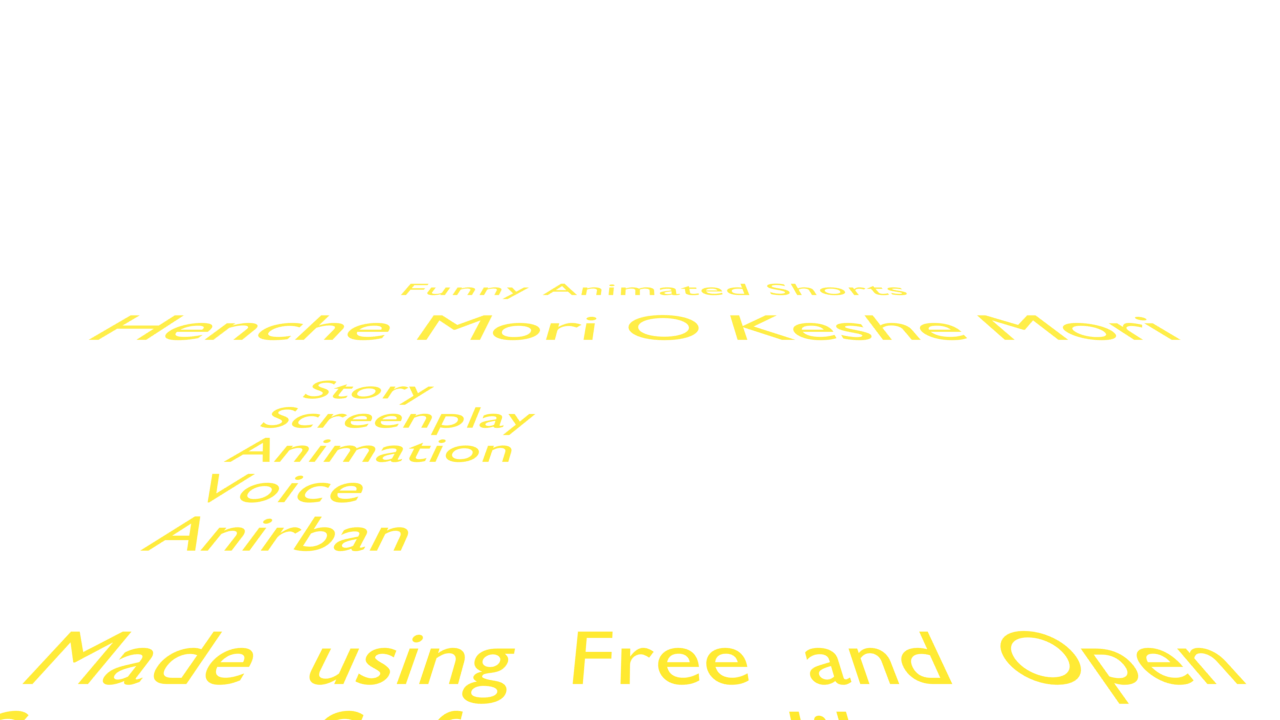 Funny Animated Shorts
Henche Mori O Keshe Mori
Story
Screenplay
Animation
Voice
Anirban
Made using Free and Open